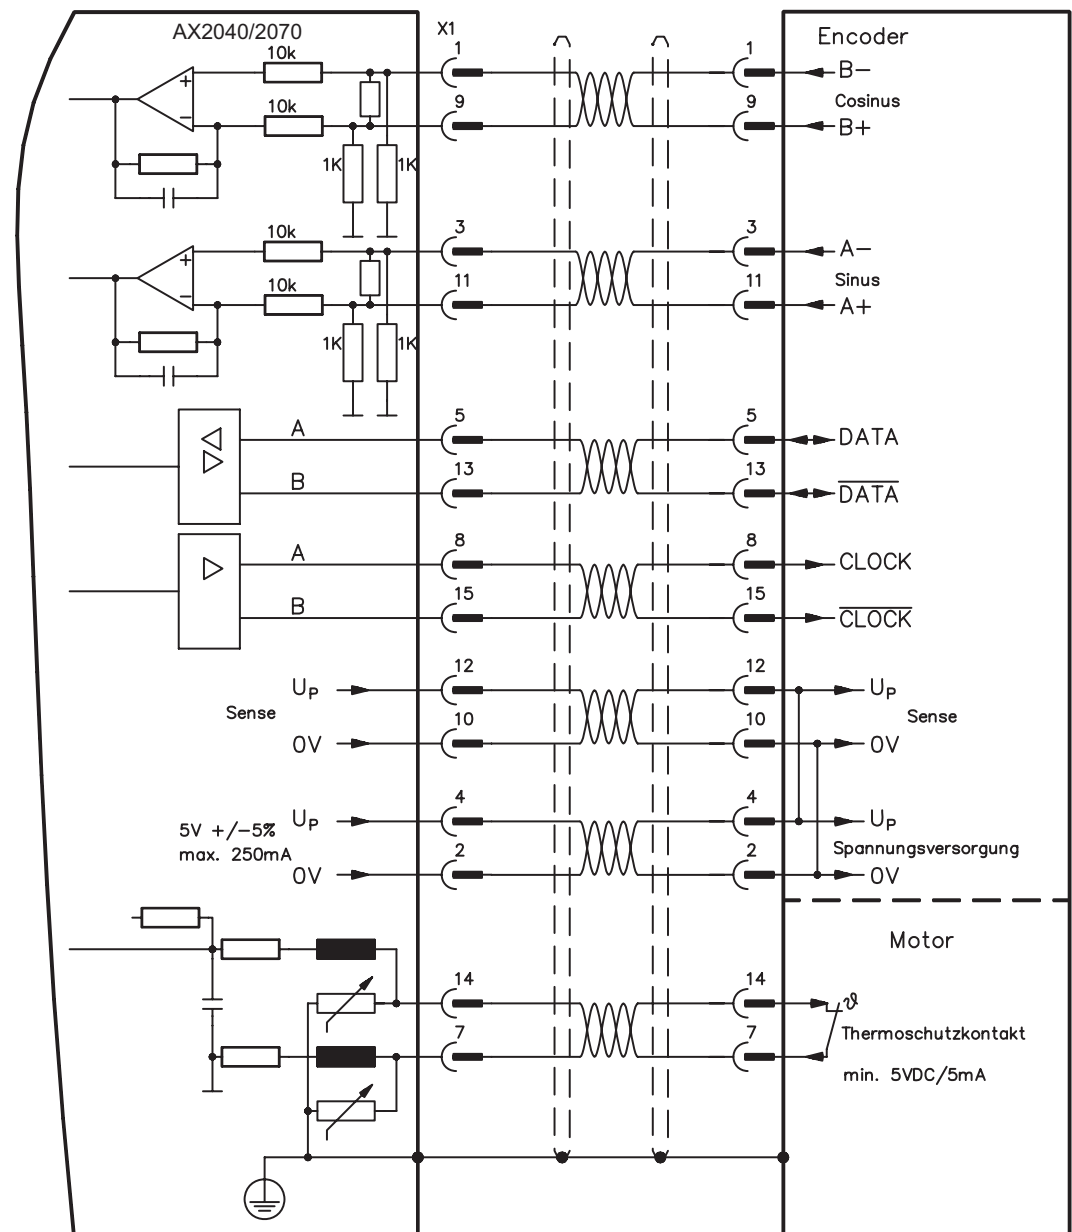 AX2040/2070
X1
Encoder
10k
1
1
B−
Cosinus
10k
9
9
B+
1K
1K
10k
3
3
A−
Sinus
10k
11
11
A+
1K
1K
A
5
5
DATA
B
13
13
DATA
A
8
8
CLOCK
B
15
15
CLOCK
UP
12
12
UP
Sense
Sense
0V
10
10
0V
UP
4
4
UP
5V +/−5%
max. 250mA
Spannungsversorgung
0V
2
2
0V
Motor
14
14
ϑ
7
7
Thermoschutzkontakt
min. 5VDC/5mA